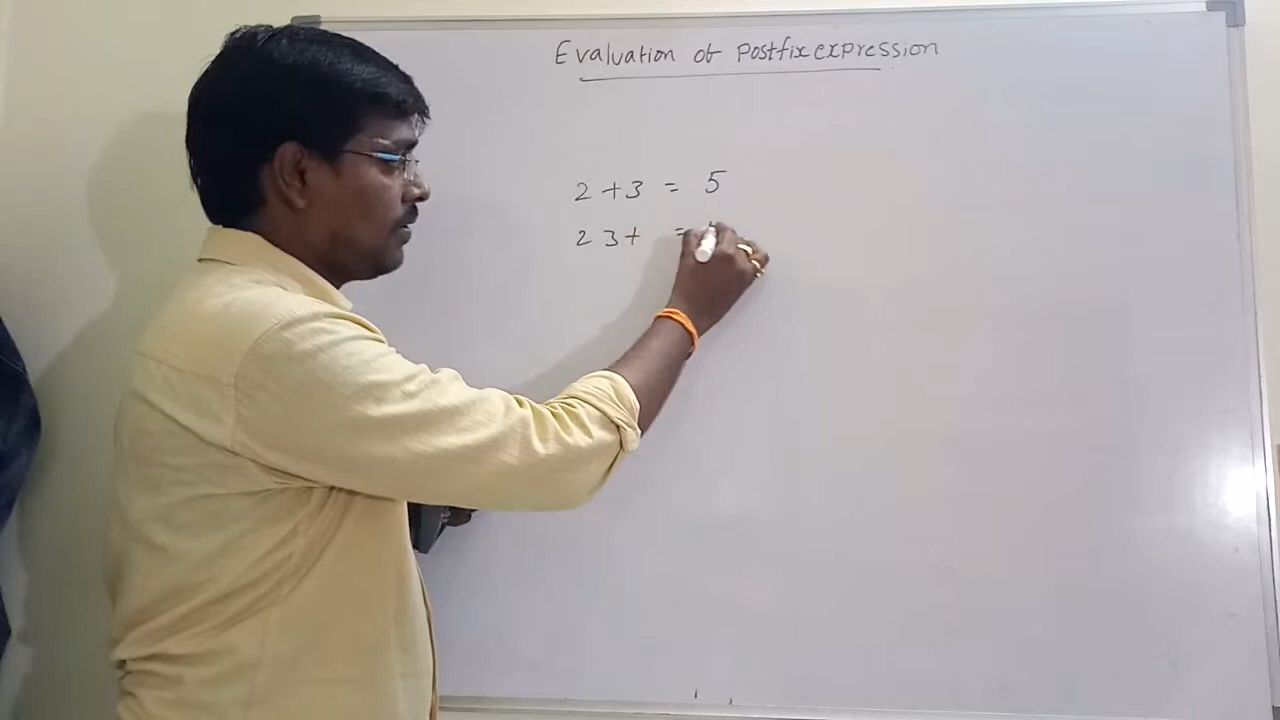 Evaluation of postfix expression
2 + 3 = 5
2 3 + =